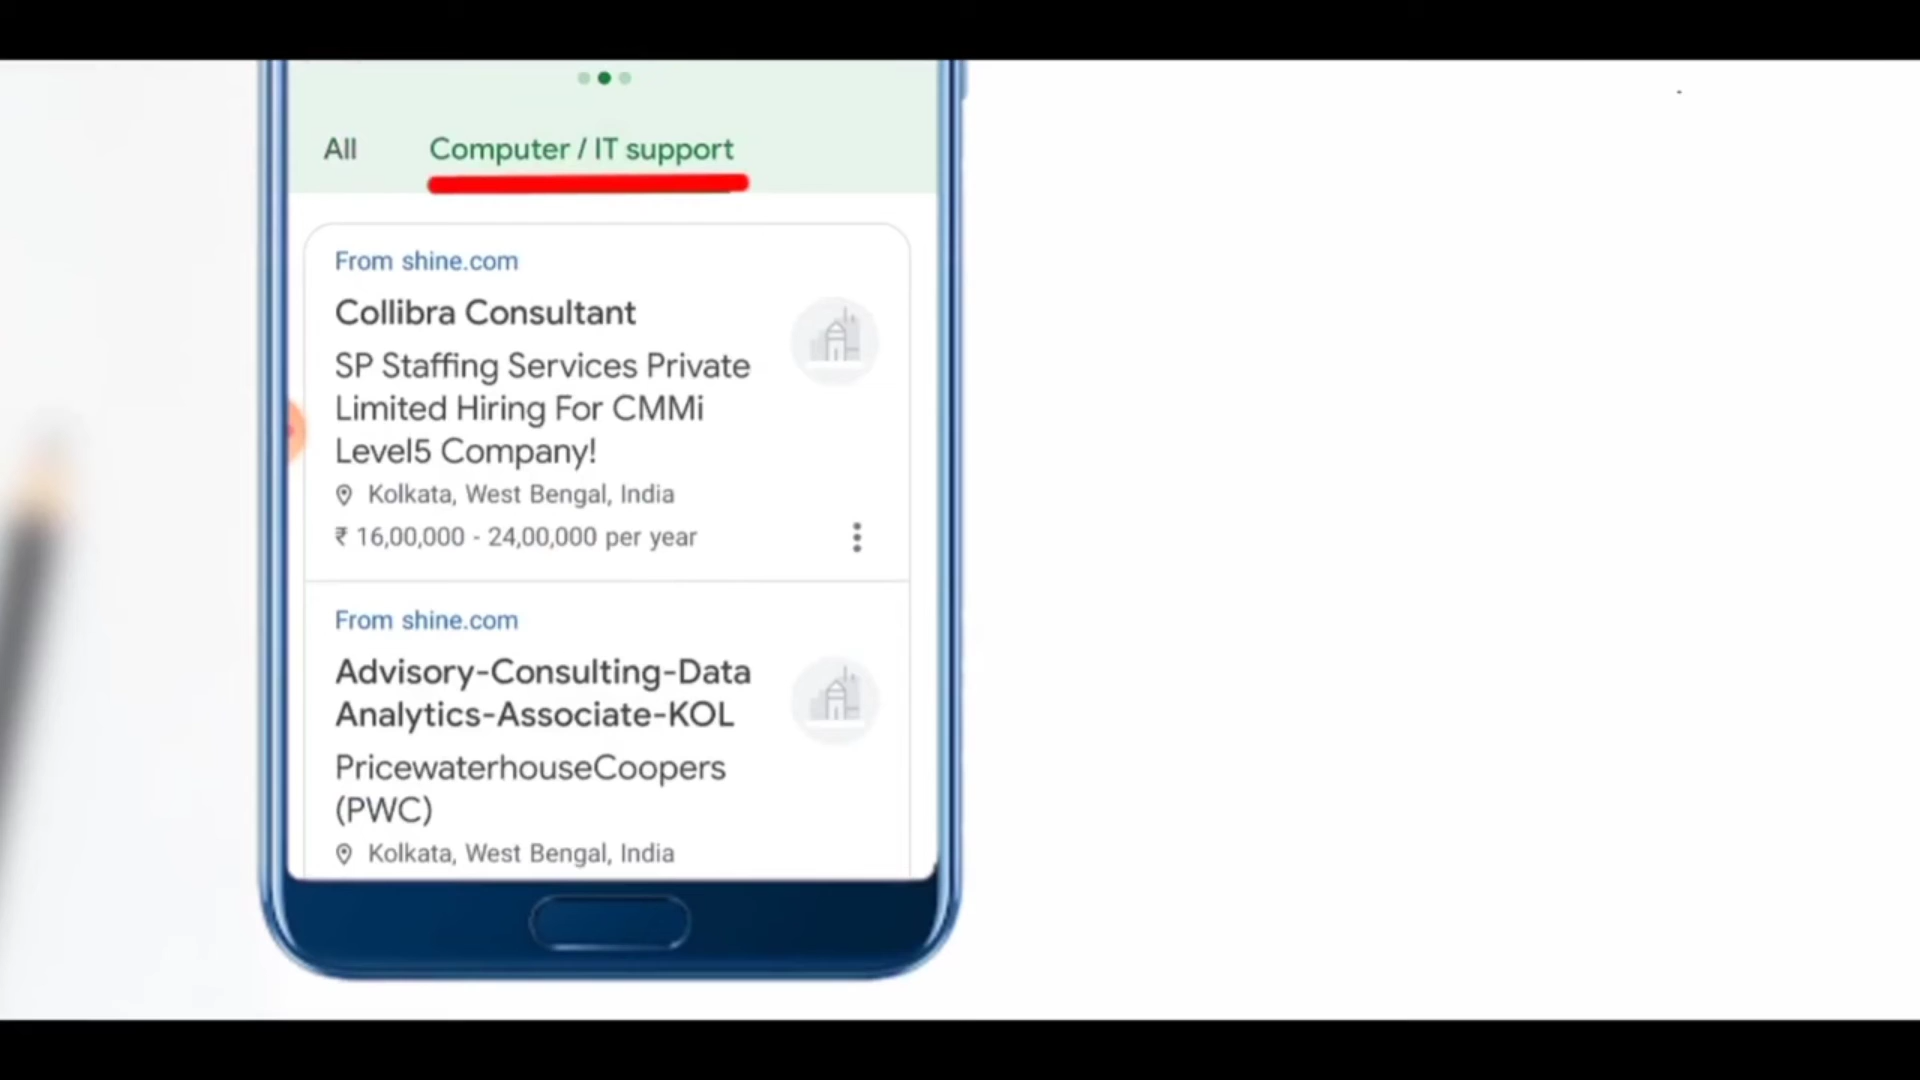 All
Computer / IT support
From shine.com
Collibra Consultant
SP Staffing Services Private
Limited Hiring For CMMi
Level5 Company!
Kolkata, West Bengal, India
₹ 16,00,000 - 24,00,000 per year
From shine.com
Advisory-Consulting-Data
Analytics-Associate-KOL
PricewaterhouseCoopers
(PWC)
Kolkata, West Bengal, India